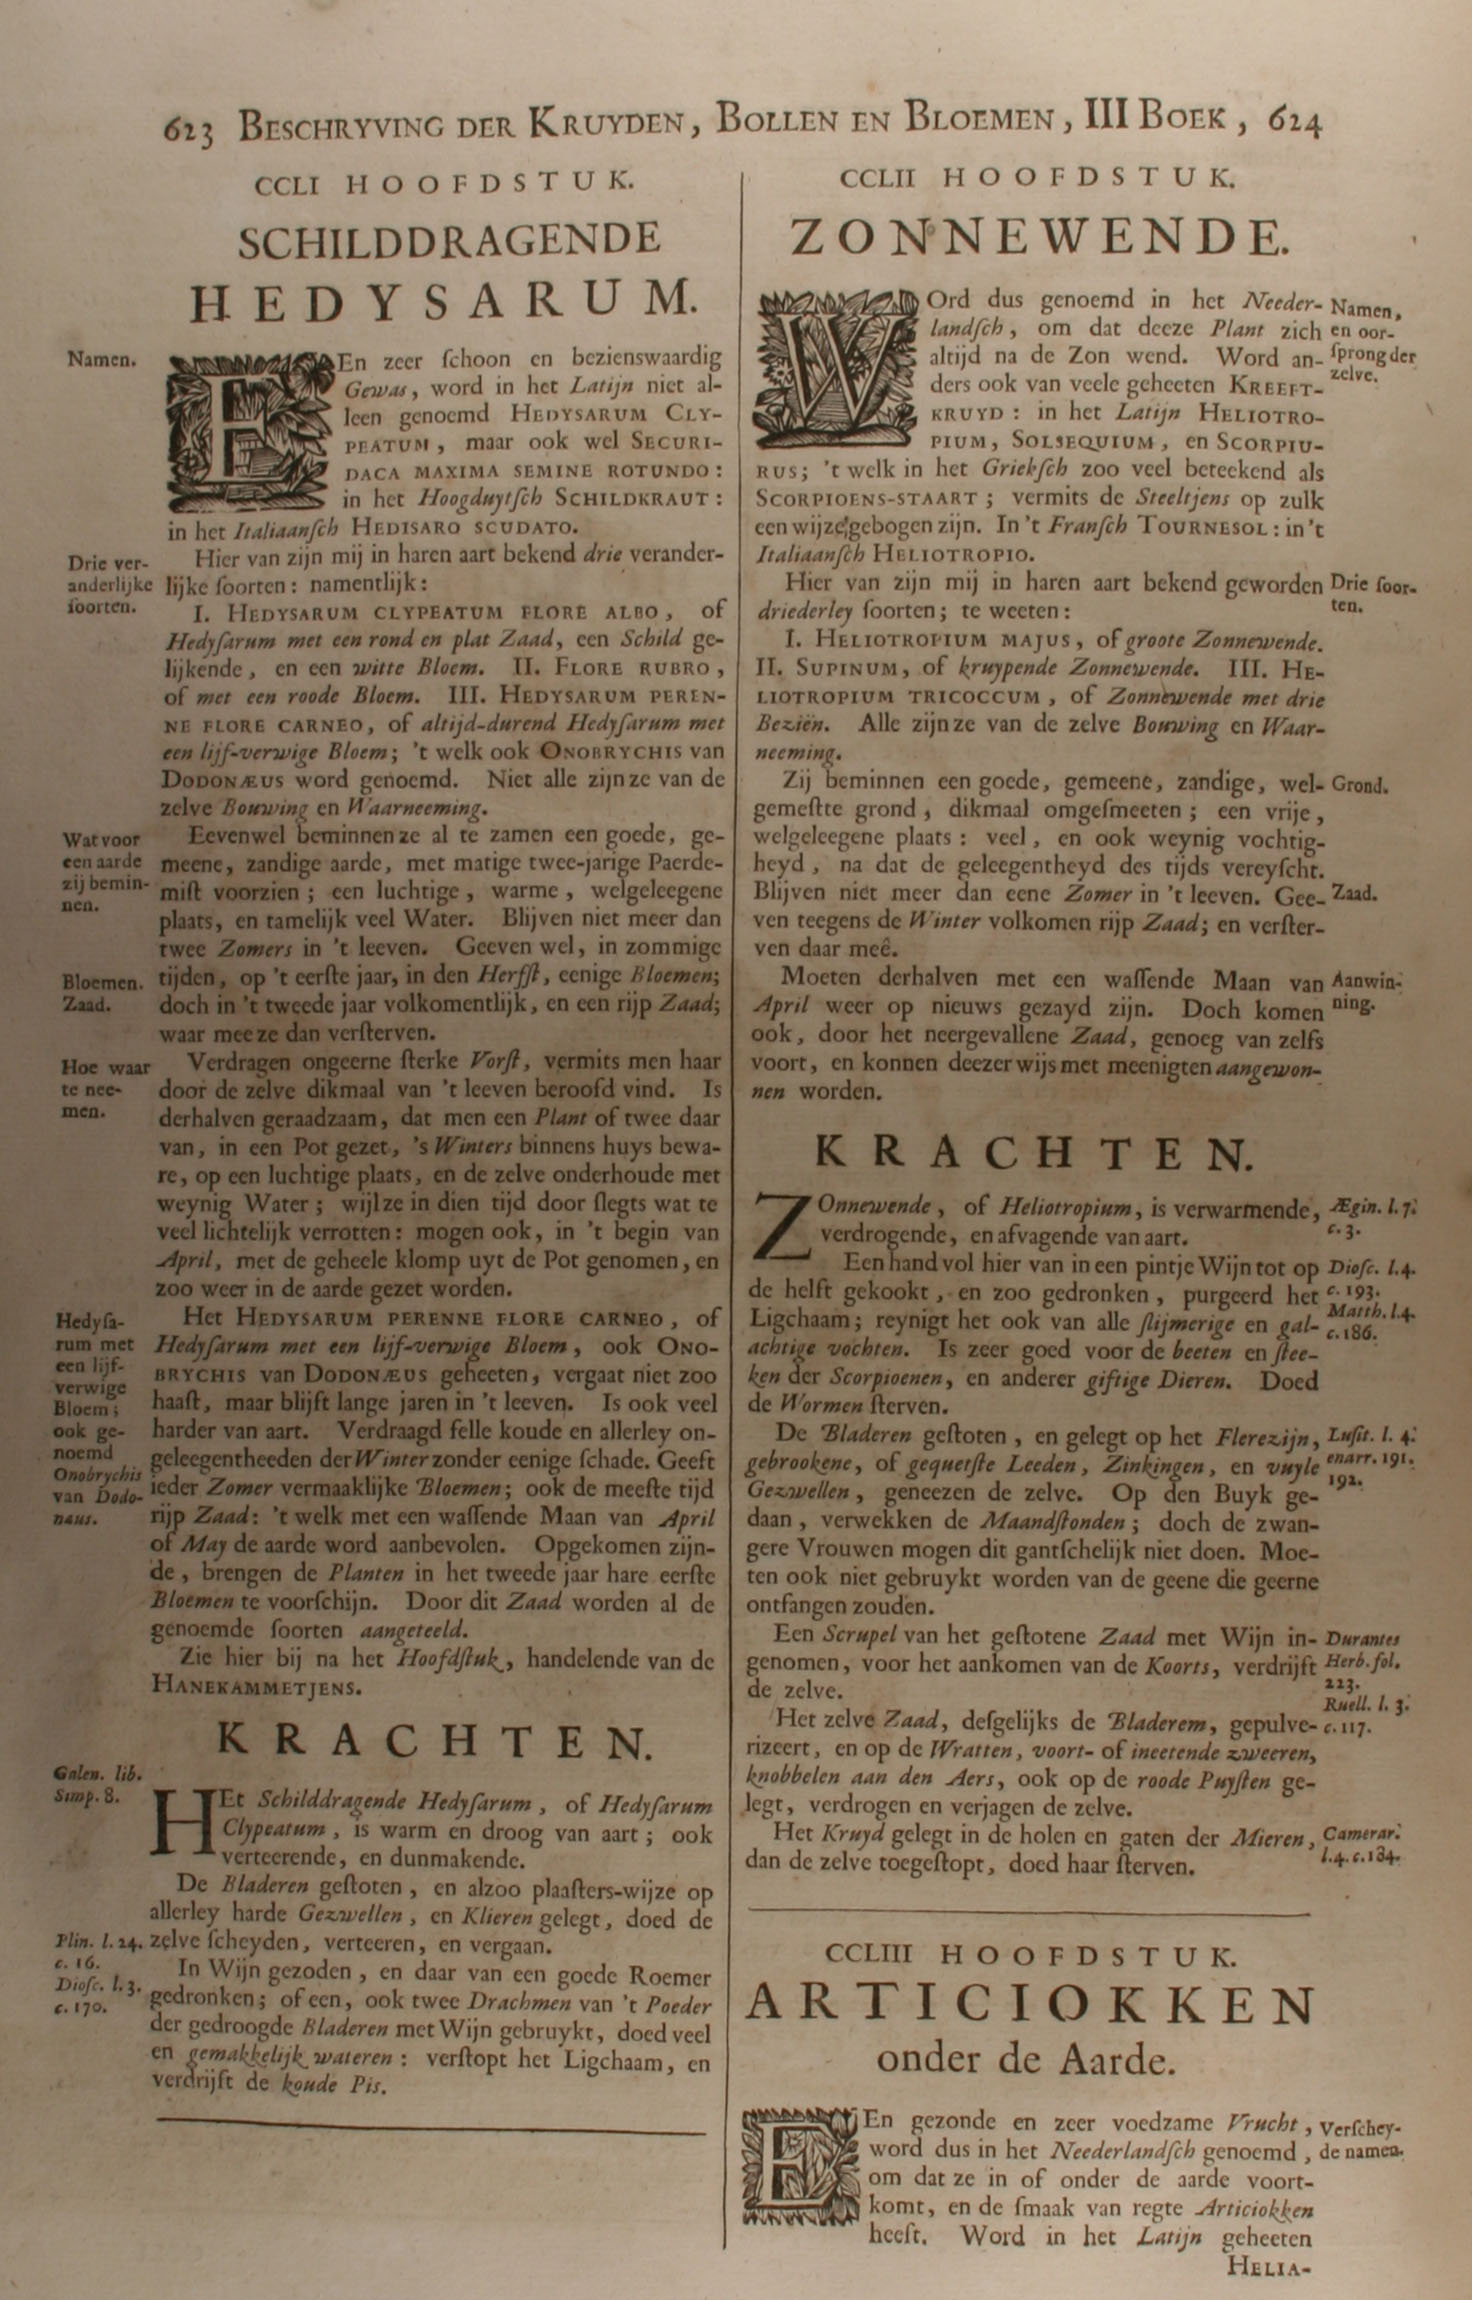 623 BESCHRYVING DER KRUYDEN, BOLLEN EN BLOEMEN, III BOEK, 624
CCLI HOOFDSTUK.
SCHILDDRAGENDE
HEDYSARUM.
Namen.
EEn zeer ſchoon en bezienswaardig
Gewas, word in het Latijn niet al-
leen genoemd HEDYSARUM CLY-
PEATUM, maar ook wel SECURI-
DACA MAXIMA SEMINE ROTUNDO:
in het Hoogduytſch SCHILDKRAUT:
in het Italiaanſch HEDISARO SCUDATO.
Drie ver-
anderlijke
ſoorten.
Hier van zijn mij in haren aart bekend drie verander-
lijke ſoorten: namentlijk:
I. HEDYSARUM CLYPEATUM FLORE ALBO, of
Hedyſarum met een rond en plat Zaad, een Schild ge-
lijkende, en een witte Bloem. II. FLORE RUBRO,
of met een roode Bloem. III. HEDYSARUM PEREN-
NE FLORE CARNEO, of altijd-durend Hedyſarum met
een lijf-verwige Bloem; 't welk ook ONOBRYCHIS van
DODONÆUS word genoemd. Niet alle zijnze van de
zelve Bouwing en Waarneeming.
Wat voor
een aarde
zij bemin-
nen.
Eevenwel beminnenze al te zamen een goede, ge-
meene, zandige aarde, met matige twee-jarige Paerde-
miſt voorzien; een luchtige, warme, welgeleegene
plaats, en tamelijk veel Water. Blijven niet meer dan
twee Zomers in 't leeven. Geeven wel, in zommige
Bloemen.
Zaad.
tijden, op 't eerſte jaar, in den Herfſt, eenige Bloemen;
doch in 't tweede jaar volkomentlijk, en een rijp Zaad;
waar meeze dan verſterven.
Hoe waar
te nee-
men.
Verdragen ongeerne ſterke Vorſt, vermits men haar
door de zelve dikmaal van 't leeven beroofd vind. Is
derhalven geraadzaam, dat men een Plant of twee daar
van, in een Pot gezet, 's Winters binnens huys bewa-
re, op een luchtige plaats, en de zelve onderhoude met
weynig Water; wijlze in dien tijd door ſlegts wat te
veel lichtelijk verrotten: mogen ook, in 't begin van
April, met de geheele klomp uyt de Pot genomen, en
zoo weer in de aarde gezet worden.
Hedyſa-
rum met
een lijf-
verwige
Bloem;
ook ge-
noemd
Onobrychis
van Dodo-
næus.
Het HEDYSARUM PERENNE FLORE CARNEO, of
Hedyſarum met een lijf-verwige Bloem, ook ONO-
BRYCHIS van DODONÆUS geheeten, vergaat niet zoo
haaſt, maar blijft lange jaren in 't leeven. Is ook veel
harder van aart. Verdraagd felle koude en allerley on-
geleegentheeden der Winter zonder eenige ſchade. Geeft
ieder Zomer vermaaklijke Bloemen; ook de meeſte tijd
rijp Zaad: 't welk met een waſſende Maan van April
of May de aarde word aanbevolen. Opgekomen zijn-
de, brengen de Planten in het tweede jaar hare eerſte
Bloemen te voorſchijn. Door dit Zaad worden al de
genoemde ſoorten aangeteeld.
Zie hier bij na het Hoofdſtuk, handelende van de
HANEKAMMETJENS.
KRACHTEN.
Galen. lib.
Simp. 8.
HEt Schilddragende Hedyſarum, of Hedyſarum
Clypeatum, is warm en droog van aart; ook
verteerende, en dunmakende.
De Bladeren geſtoten, en alzoo plaaſters-wijze op
allerley harde Gezwellen, en Klieren gelegt, doed de
zelve ſcheyden, verteeren, en vergaan.
Plin. l. 24.
c. 16.
Dioſc. l. 3.
c. 170.
In Wijn gezoden, en daar van een goede Roemer
gedronken; of een, ook twee Drachmen van 't Poeder
der gedroogde Bladeren met Wijn gebruykt, doed veel
en gemakkelijk wateren: verſtopt het Ligchaam, en
verdrijft de koude Pis.
CCLII HOOFDSTUK.
ZONNEWENDE.
WOrd dus genoemd in het Needer-
landſch, om dat deeze Plant zich
altijd na de Zon wend. Word an-
ders ook van veele geheeten KREEFT-
KRUYD: in het Latijn HELIOTRO-
PIUM, SOLSEQUIUM, en SCORPIU-
RUS; 't welk in het Griekſch zoo veel beteekend als
SCORPIOENS-STAART; vermits de Steeltjens op zulk
een wijze gebogen zijn. In 't Franſch TOURNESOL: in 't
Italiaanſch HELIOTROPIO.
Namen,
en oor-
ſprong der
zelve.
Hier van zijn mij in haren aart bekend geworden
driederley ſoorten; te weeten:
Drie ſoor-
ten.
I. HELIOTROPIUM MAJUS, of groote Zonnewende.
II. SUPINUM, of kruypende Zonnewende. III. HE-
LIOTROPIUM TRICOCCUM, of Zonnewende met drie
Beziën. Alle zijnze van de zelve Bouwing en Waar-
neeming.
Zij beminnen een goede, gemeene, zandige, wel-
gemeſtte grond, dikmaal omgeſmeeten; een vrije,
welgeleegene plaats: veel, en ook weynig vochtig-
heyd, na dat de geleegentheyd des tijds vereyſcht.
Blijven niet meer dan eene Zomer in 't leeven. Gee-
ven teegens de Winter volkomen rijp Zaad; en verſter-
ven daar meê.
Grond.
Zaad.
Moeten derhalven met een waſſende Maan van
April weer op nieuws gezayd zijn. Doch komen
ook, door het neergevallene Zaad, genoeg van zelfs
voort, en konnen deezer wijs met meenigten aangewon-
nen worden.
Aanwin-
ning.
KRACHTEN.
ZOnnewende, of Heliotropium, is verwarmende,
verdrogende, en afvagende van aart.
Ægin. l. 7.
c. 3.
Een hand vol hier van in een pintje Wijn tot op
de helft gekookt, en zoo gedronken, purgeerd het
Ligchaam; reynigt het ook van alle ſlijmerige en gal-
achtige vochten. Is zeer goed voor de beeten en ſtee-
ken der Scorpioenen, en anderer giftige Dieren. Doed
de Wormen ſterven.
Dioſc. l. 4.
c. 193.
Matth. l. 4.
c. 186.
De Bladeren geſtoten, en gelegt op het Flerezijn,
gebrookene, of gequetſte Leeden, Zinkingen, en vuyle
Gezwellen, geneezen de zelve. Op den Buyk ge-
daan, verwekken de Maandſtonden; doch de zwan-
gere Vrouwen mogen dit gantſchelijk niet doen. Moe-
ten ook niet gebruykt worden van de geene die geerne
ontfangen zouden.
Luſit. l. 4.
enarr. 191.
192.
Een Scrupel van het geſtotene Zaad met Wijn in-
genomen, voor het aankomen van de Koorts, verdrijft
de zelve.
Durantes
Herb. fol.
223.
Ruell. l. 3.
c. 117.
Het zelve Zaad, deſgelijks de Bladerem, gepulve-
rizeert, en op de Wratten, voort- of ineetende zweeren,
knobbelen aan den Aers, ook op de roode Puyſten ge-
legt, verdrogen en verjagen de zelve.
Het Kruyd gelegt in de holen en gaten der Mieren,
dan de zelve toegeſtopt, doed haar ſterven.
Camerar.
l. 4. c. 184.
CCLIII HOOFDSTUK.
ARTICIOKKEN
onder de Aarde.
EEn gezonde en zeer voedzame Vrucht,
word dus in het Neederlandſch genoemd,
om dat ze in of onder de aarde voort-
komt, en de ſmaak van regte Articiokken
heeft. Word in het Latijn geheeten
Verſchey-
de namen.
HELIA-